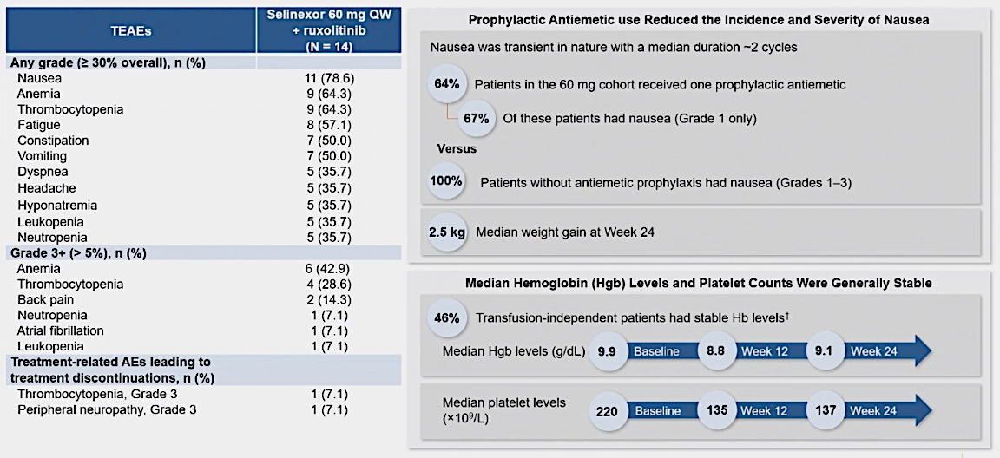 TEAEs
Selinexor 60 mg QW
+ ruxolitinib
(N = 14)
Any grade (≥ 30% overall), n (%)
Nausea 11 (78.6)
Anemia 9 (64.3)
Thrombocytopenia 9 (64.3)
Fatigue 8 (57.1)
Constipation 7 (50.0)
Vomiting 7 (50.0)
Dyspnea 5 (35.7)
Headache 5 (35.7)
Hyponatremia 5 (35.7)
Leukopenia 5 (35.7)
Neutropenia 5 (35.7)
Grade 3+ (> 5%), n (%)
Anemia 6 (42.9)
Thrombocytopenia 4 (28.6)
Back pain 2 (14.3)
Neutropenia 1 (7.1)
Atrial fibrillation 1 (7.1)
Leukopenia 1 (7.1)
Treatment-related AEs leading to
treatment discontinuations, n (%)
Thrombocytopenia, Grade 3 1 (7.1)
Peripheral neuropathy, Grade 3 1 (7.1)
Prophylactic Antiemetic use Reduced the Incidence and Severity of Nausea
Nausea was transient in nature with a median duration ~2 cycles
64% Patients in the 60 mg cohort received one prophylactic antiemetic
67% Of these patients had nausea (Grade 1 only)
Versus
100% Patients without antiemetic prophylaxis had nausea (Grades 1–3)
2.5 kg Median weight gain at Week 24
Median Hemoglobin (Hgb) Levels and Platelet Counts Were Generally Stable
46% Transfusion-independent patients had stable Hb levels†
Median Hgb levels (g/dL) 9.9 Baseline 8.8 Week 12 9.1 Week 24
Median platelet levels
(×10⁹/L) 220 Baseline 135 Week 12 137 Week 24